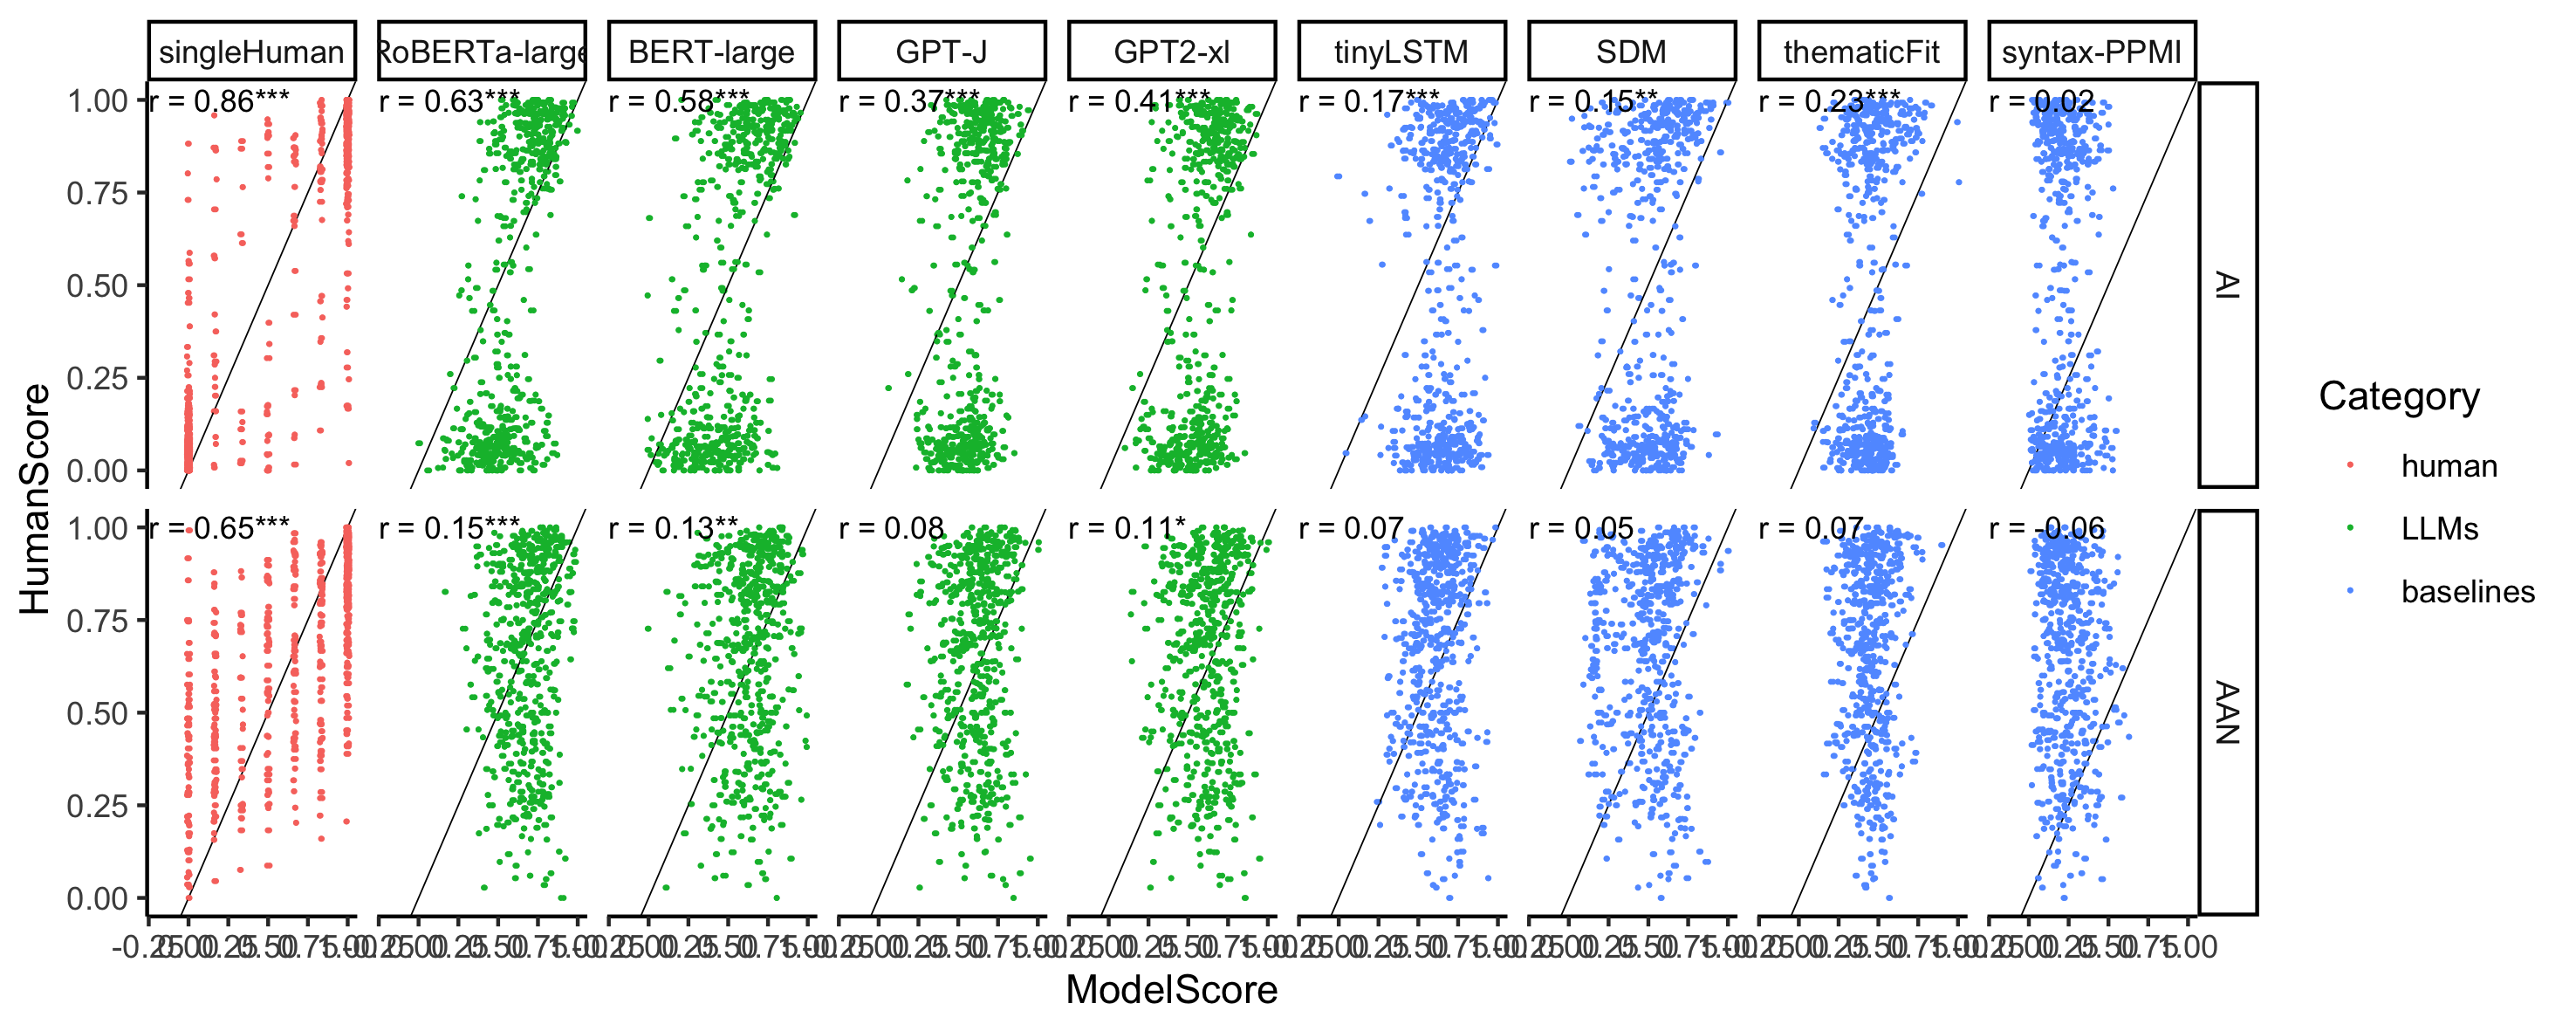 singleHuman RoBERTa-large BERT-large GPT-J GPT2-xl tinyLSTM SDM thematicFit syntax-PPMI
r = 0.86*** r = 0.63*** r = 0.58*** r = 0.37*** r = 0.41*** r = 0.17*** r = 0.15** r = 0.23*** r = 0.02
1.00
0.75
0.50
0.25
0.00
AI
r = 0.65*** r = 0.15*** r = 0.13** r = 0.08 r = 0.11* r = 0.07 r = 0.05 r = 0.07 r = -0.06
1.00
0.75
0.50
0.25
0.00
AAN
HumanScore
ModelScore
Category
human
LLMs
baselines